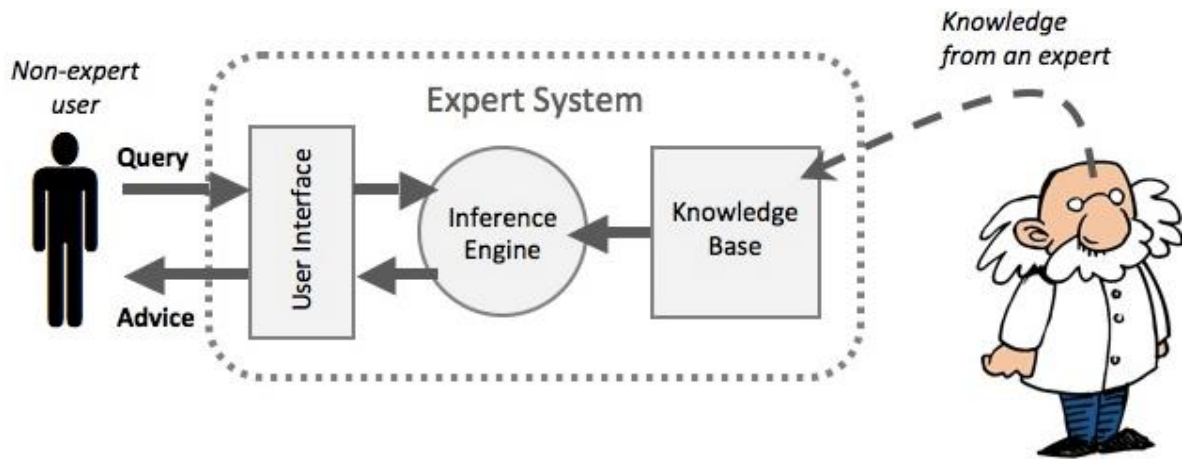 Non-expert
user
Query
Advice
Expert System
User Interface
Inference
Engine
Knowledge
Base
Knowledge
from an expert